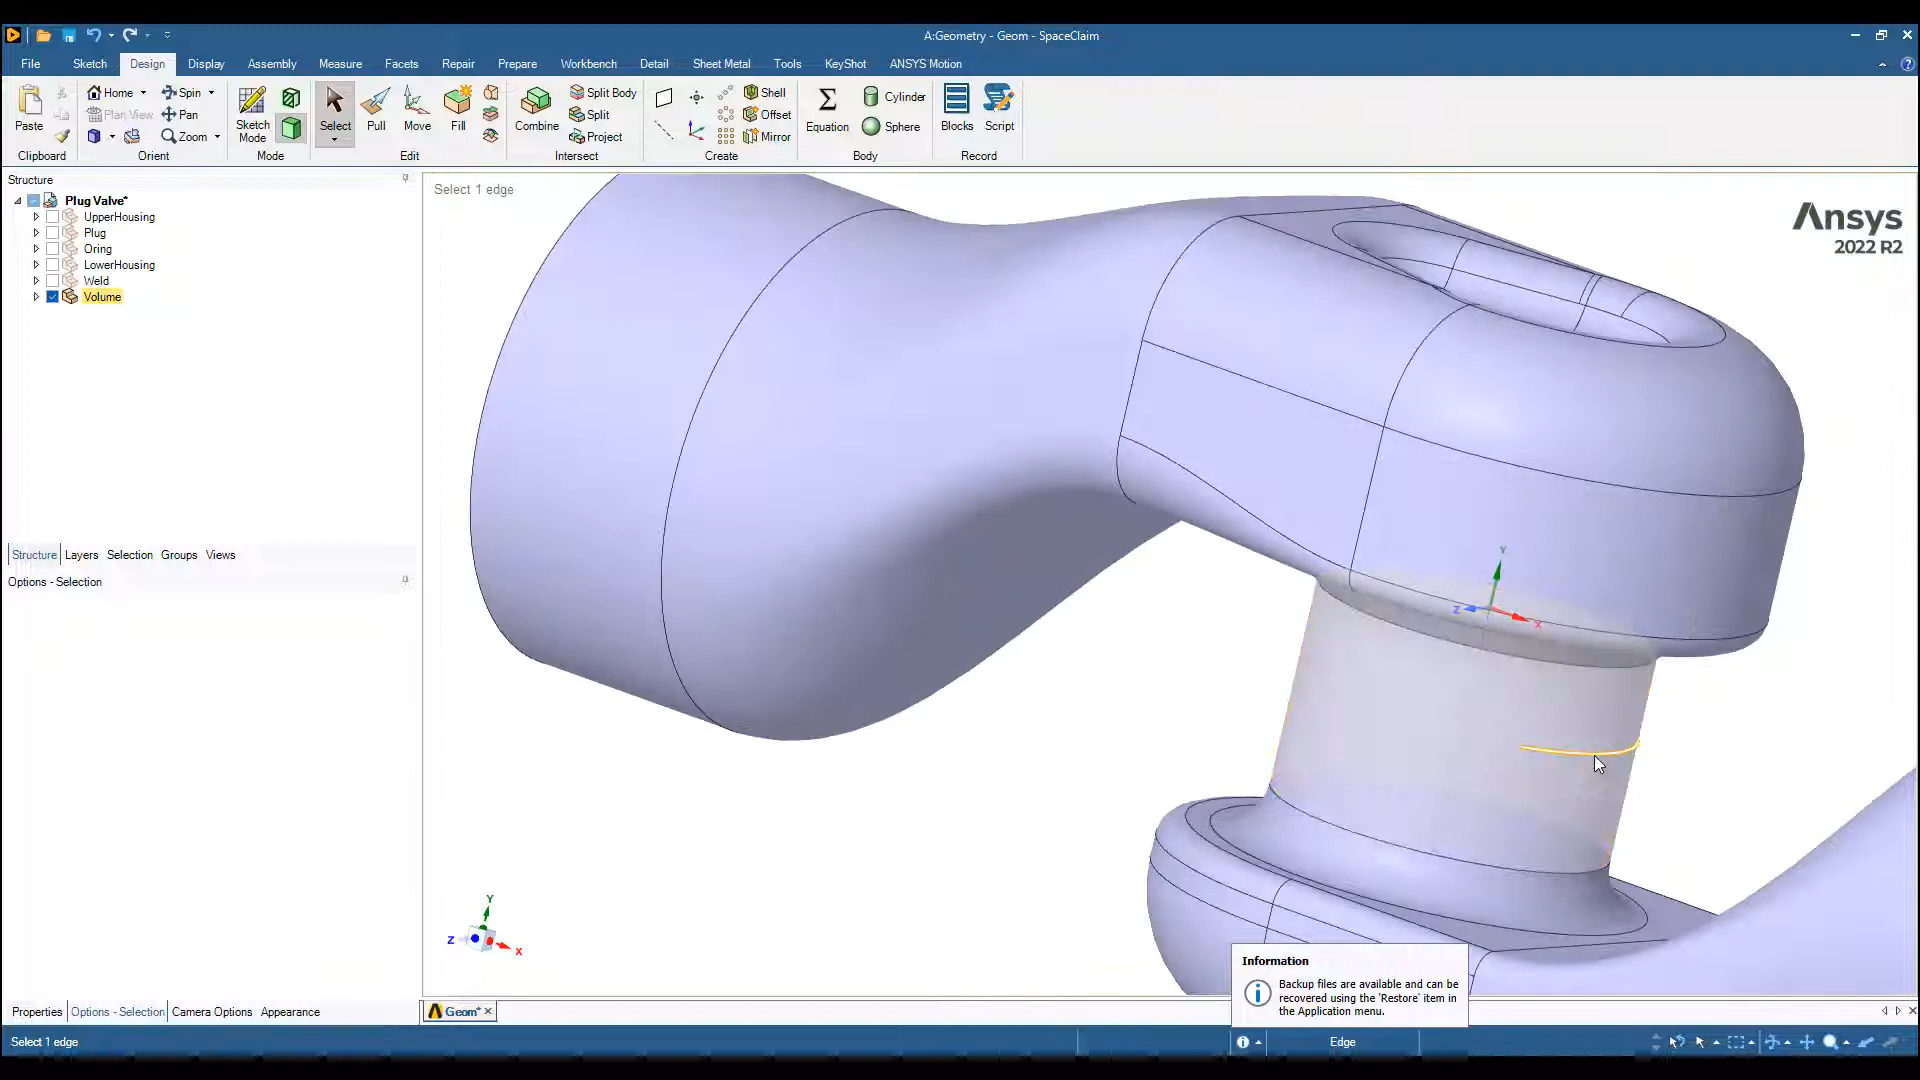 A:Geometry - Geom - SpaceClaim
File Sketch Design Display Assembly Measure Facets Repair Prepare Workbench Detail Sheet Metal Tools KeyShot ANSYS Motion
Paste
Clipboard
Home Spin
Plan View Pan
Zoom
Orient
Sketch
Mode
Mode
Select Pull Move Fill
Edit
Combine
Split Body
Split
Project
Intersect
Shell
Offset
Mirror
Create
Equation
Cylinder
Sphere
Body
Blocks Script
Record
Structure
Plug Valve*
UpperHousing
Plug
Oring
LowerHousing
Weld
Volume
Structure Layers Selection Groups Views
Options - Selection
Select 1 edge
Ansys
2022 R2
Y
Z
X
Y
Z
X
Information
Backup files are available and can be
recovered using the 'Restore' item in
the Application menu.
Properties Options - Selection Camera Options Appearance
Geom*
Select 1 edge
Edge